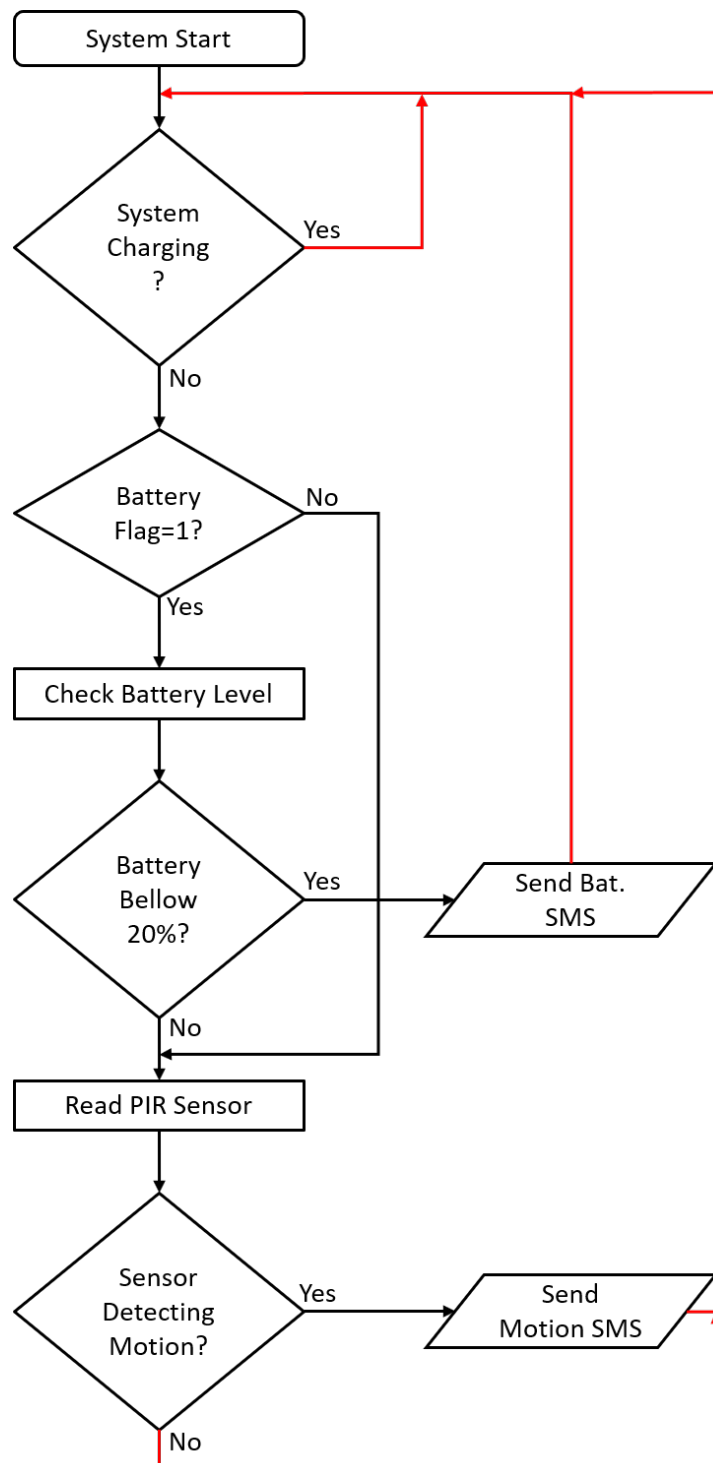 System Start
System
Charging
?
Yes
No
Battery
Flag=1?
No
Yes
Check Battery Level
Battery
Bellow
20%?
Yes
Send Bat.
SMS
No
Read PIR Sensor
Sensor
Detecting
Motion?
Yes
Send
Motion SMS
No